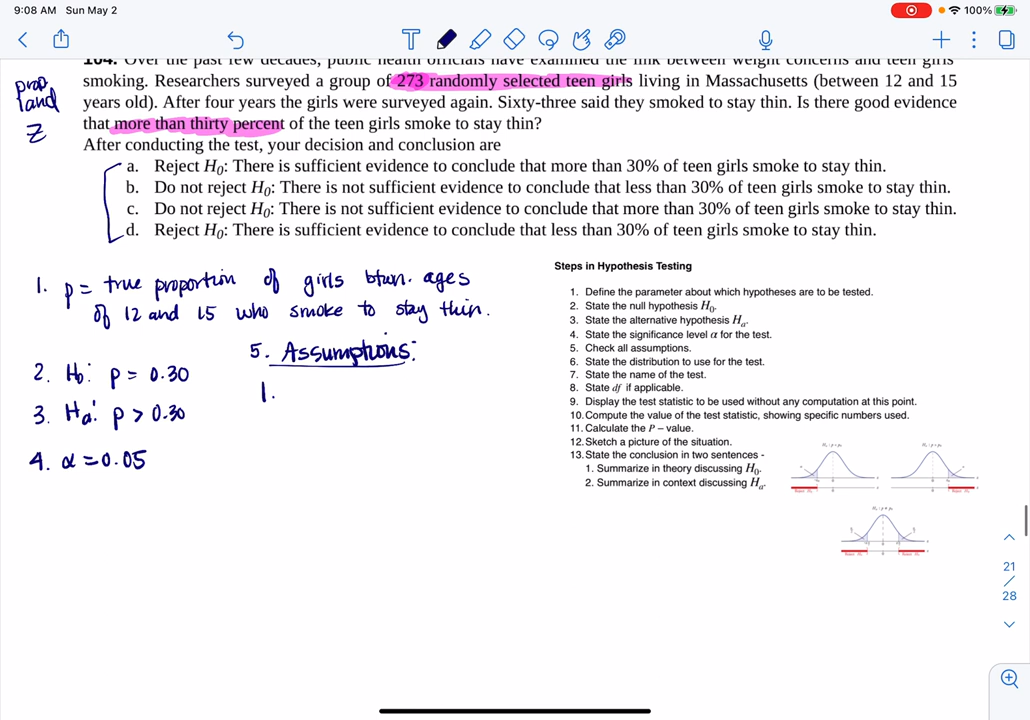 9:08 AM Sun May 2
100%
104. Over the past few decades, public health officials have examined the link between weight concerns and teen girls
smoking. Researchers surveyed a group of 273 randomly selected teen girls living in Massachusetts (between 12 and 15
years old). After four years the girls were surveyed again. Sixty-three said they smoked to stay thin. Is there good evidence
that more than thirty percent of the teen girls smoke to stay thin?
After conducting the test, your decision and conclusion are
a. Reject H₀: There is sufficient evidence to conclude that more than 30% of teen girls smoke to stay thin.
b. Do not reject H₀: There is not sufficient evidence to conclude that less than 30% of teen girls smoke to stay thin.
c. Do not reject H₀: There is not sufficient evidence to conclude that more than 30% of teen girls smoke to stay thin.
d. Reject H₀: There is sufficient evidence to conclude that less than 30% of teen girls smoke to stay thin.
prop
1 and
Z
1. p = true proportion of girls btwn. ages
of 12 and 15 who smoke to stay thin.
2. H₀: p = 0.30
3. Ha: p > 0.30
4. α = 0.05
5. Assumptions:
1.
Steps in Hypothesis Testing
1. Define the parameter about which hypotheses are to be tested.
2. State the null hypothesis H₀.
3. State the alternative hypothesis Hₐ.
4. State the significance level α for the test.
5. Check all assumptions.
6. State the distribution to use for the test.
7. State the name of the test.
8. State df if applicable.
9. Display the test statistic to be used without any computation at this point.
10. Compute the value of the test statistic, showing specific numbers used.
11. Calculate the P – value.
12. Sketch a picture of the situation.
13. State the conclusion in two sentences -
1. Summarize in theory discussing H₀.
2. Summarize in context discussing Hₐ.
21
/
28